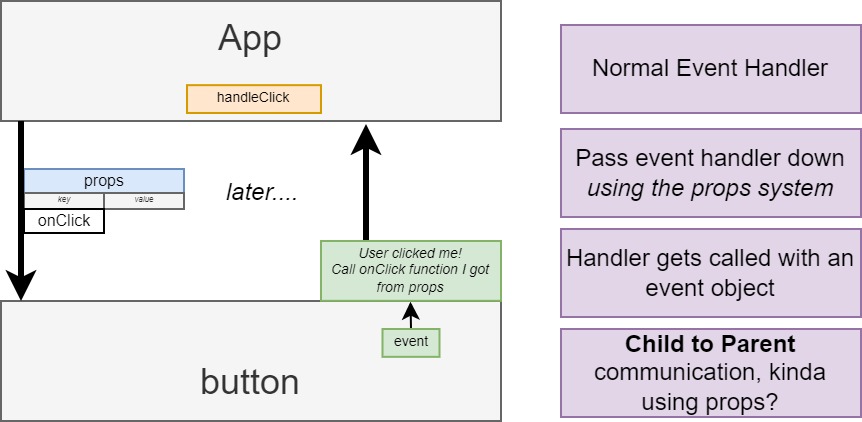 App
handleClick
props
key value
onClick
later....
User clicked me!
Call onClick function I got
from props
event
button
Normal Event Handler
Pass event handler down
using the props system
Handler gets called with an
event object
Child to Parent
communication, kinda
using props?